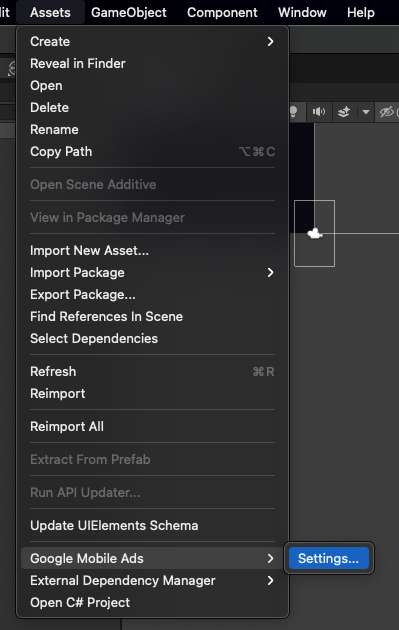 Assets GameObject Component Window Help
Create
Reveal in Finder
Open
Delete
Rename
Copy Path ⌥⌘C
Open Scene Additive
View in Package Manager
Import New Asset...
Import Package
Export Package...
Find References In Scene
Select Dependencies
Refresh ⌘R
Reimport
Reimport All
Extract From Prefab
Run API Updater...
Update UIElements Schema
Google Mobile Ads Settings...
External Dependency Manager
Open C# Project